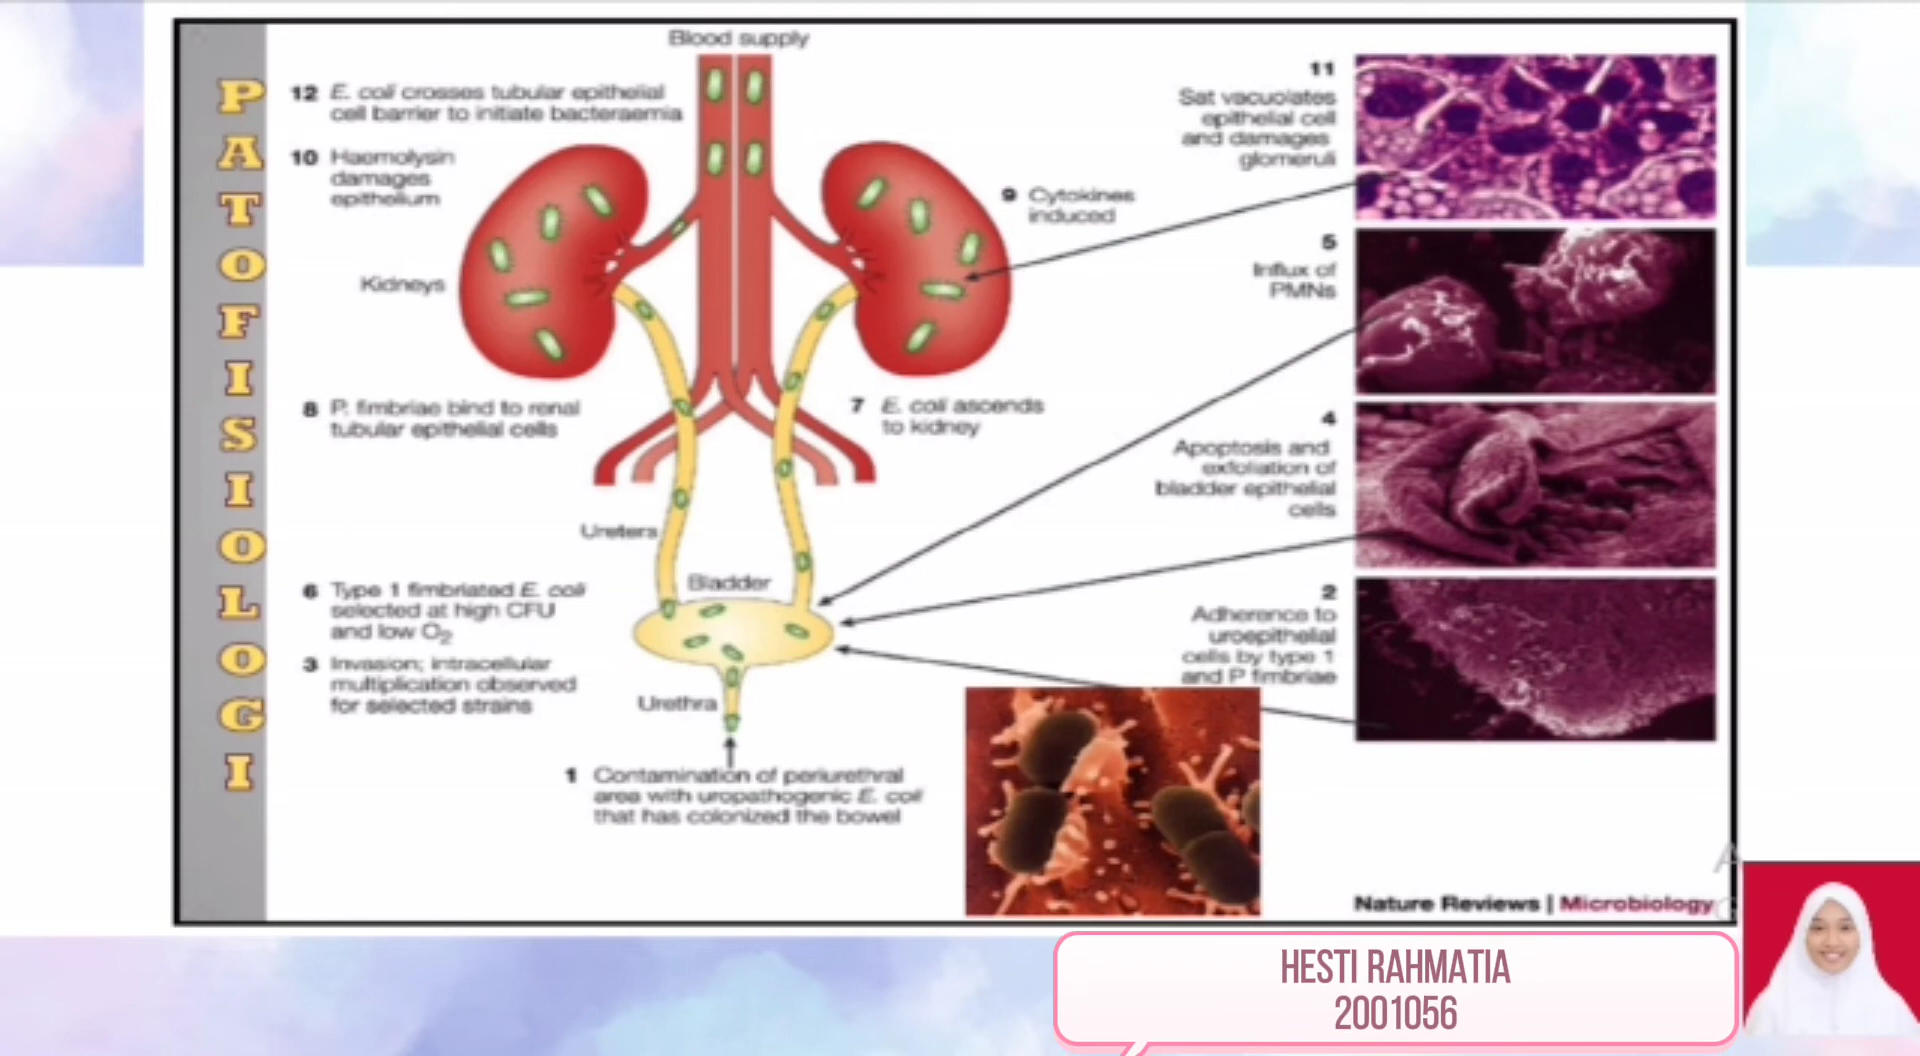 PATOFISIOLOGI
Blood supply
12 E. coli crosses tubular epithelial
cell barrier to initiate bacteraemia
10 Haemolysin
damages
epithelium
Kidneys
9 Cytokines
induced
8 P. fimbriae bind to renal
tubular epithelial cells
7 E. coli ascends
to kidney
Ureters
Bladder
6 Type 1 fimbriated E. coli
selected at high CFU
and low O2
3 Invasion; intracellular
multiplication observed
for selected strains
Urethra
1 Contamination of periurethral
area with uropathogenic E. coli
that has colonized the bowel
11
Sat vacuolates
epithelial cell
and damages
glomeruli
5
Influx of
PMNs
4
Apoptosis and
exfoliation of
bladder epithelial
cells
2
Adherence to
uroepithelial
cells by type 1
and P fimbriae
Nature Reviews | Microbiology
HESTI RAHMATIA
2001056